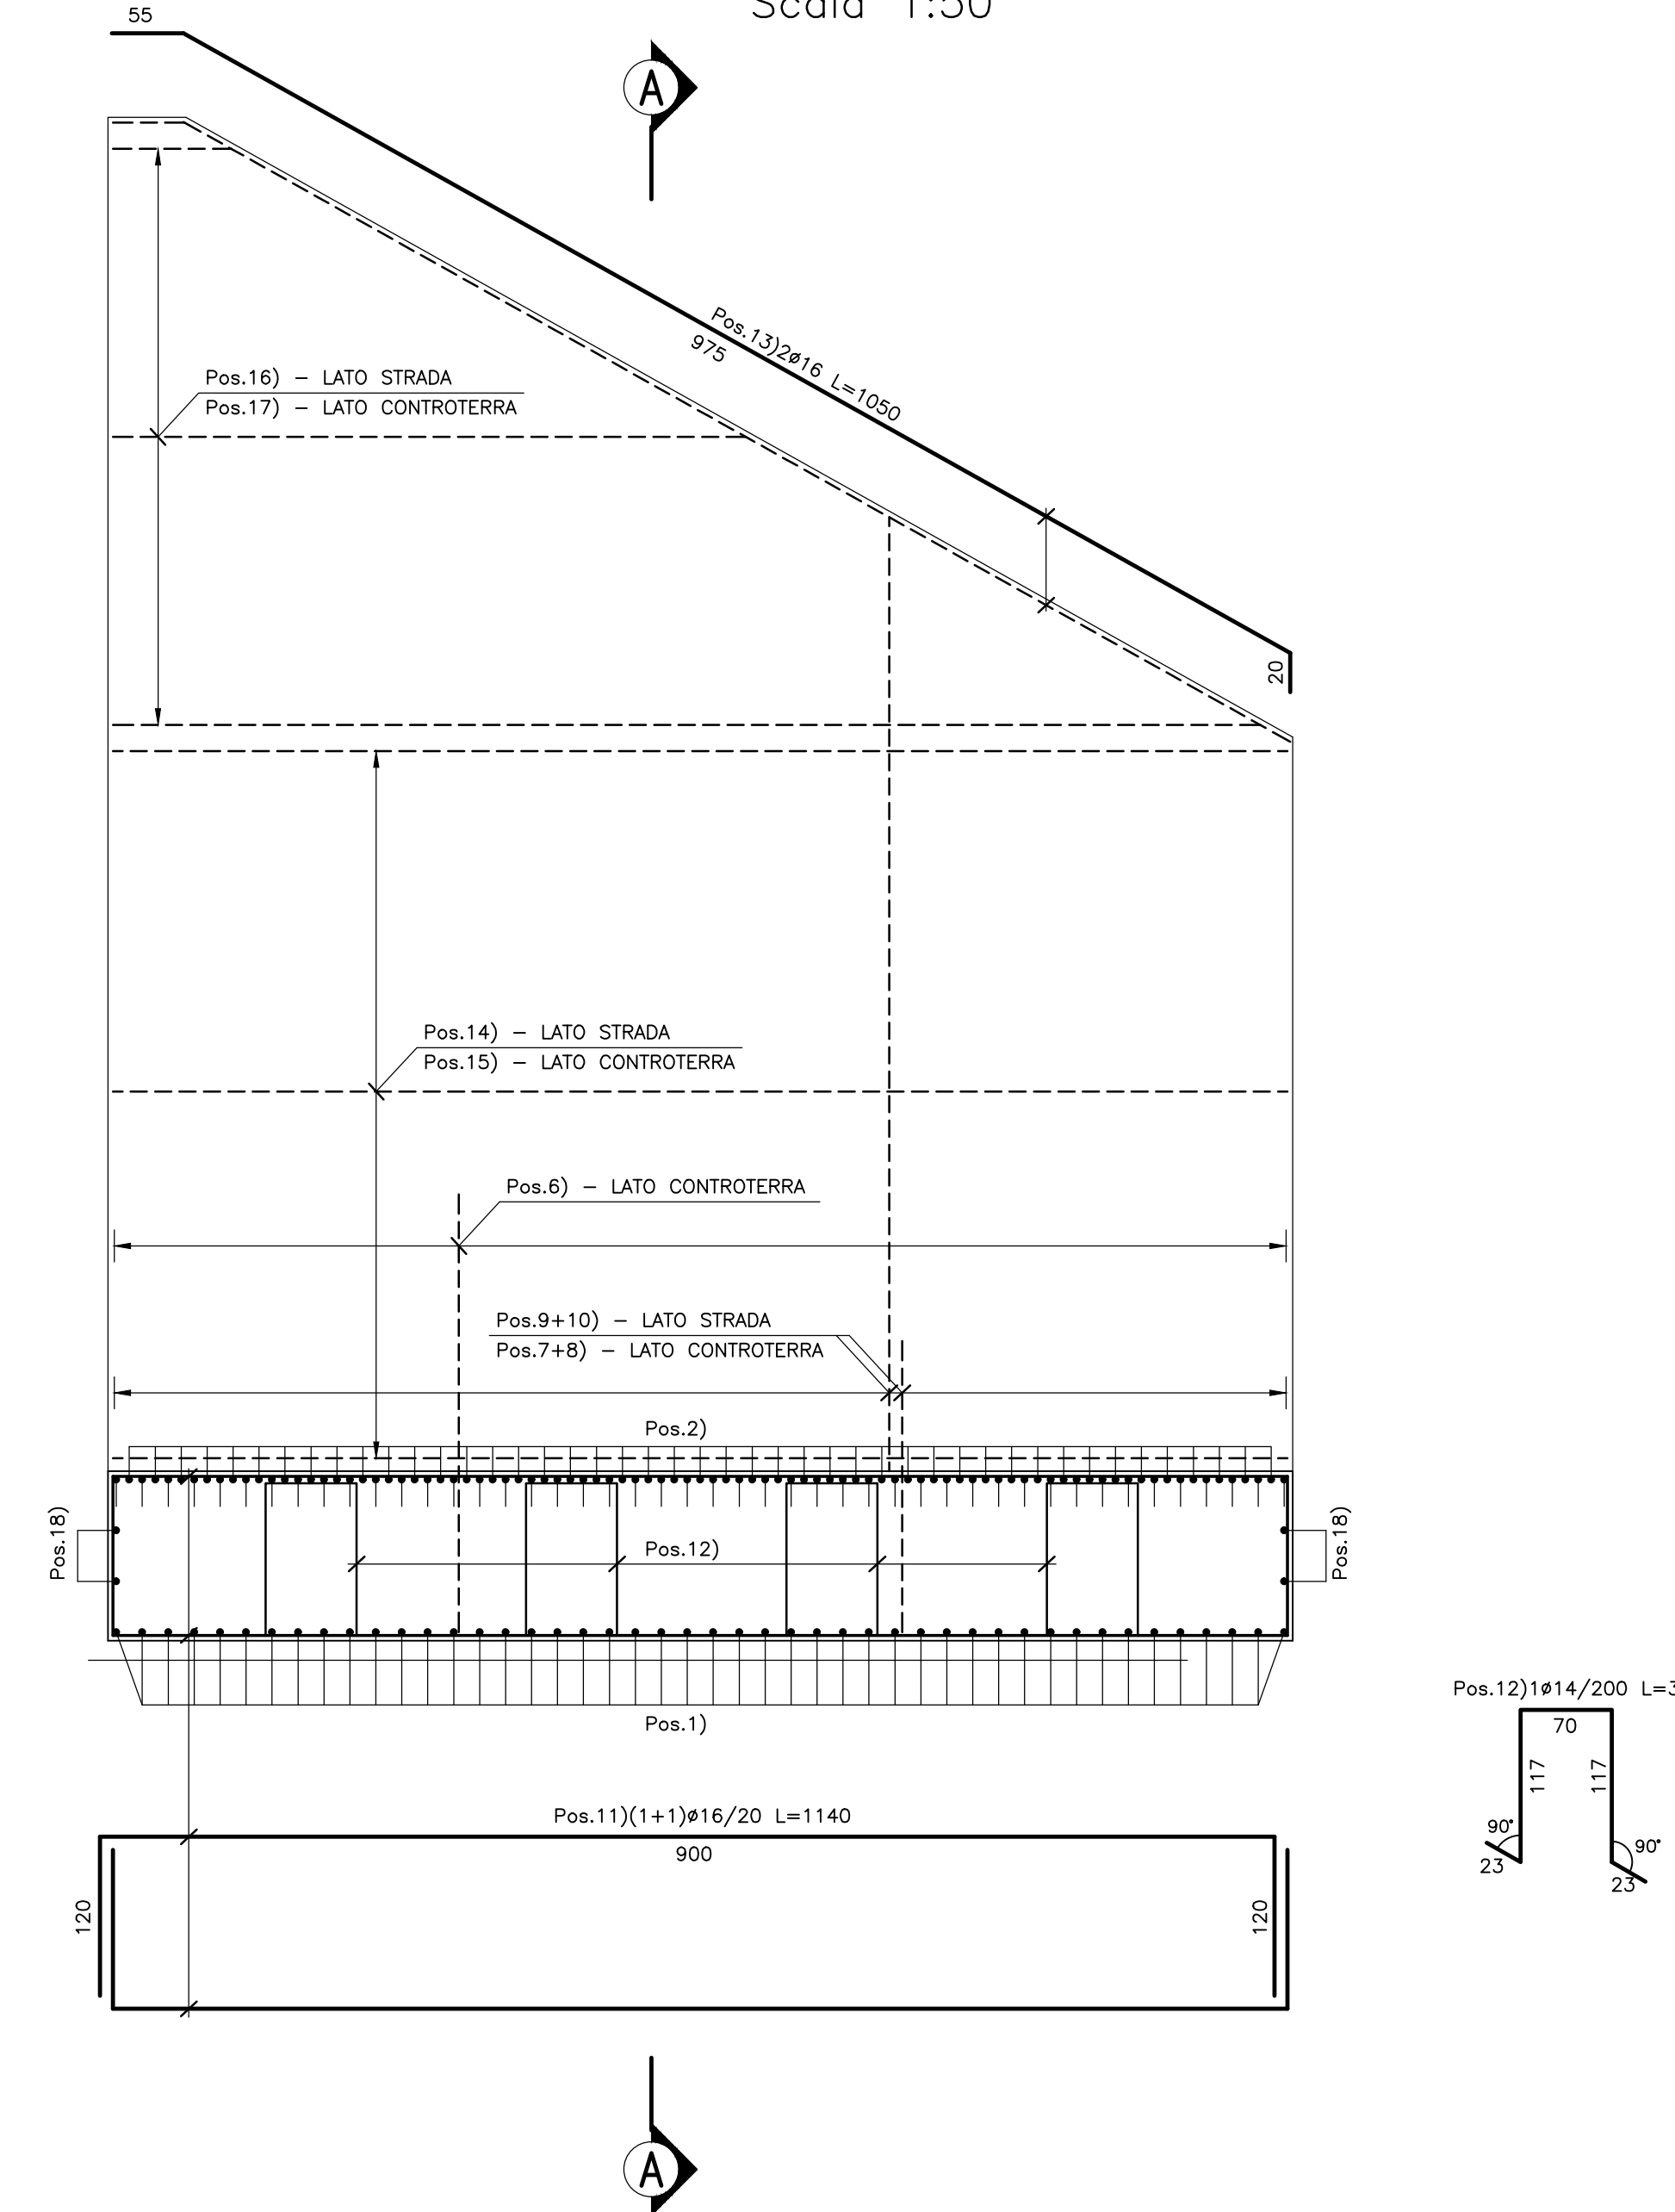 Scala 1:50
55
A
Pos.13)2ø16 L=1050
975
Pos.16) – LATO STRADA
Pos.17) – LATO CONTROTERRA
20
Pos.14) – LATO STRADA
Pos.15) – LATO CONTROTERRA
Pos.6) – LATO CONTROTERRA
Pos.9+10) – LATO STRADA
Pos.7+8) – LATO CONTROTERRA
Pos.2)
Pos.18)
Pos.12)
Pos.18)
Pos.1)
Pos.12)1ø14/200 L=3
70
117
117
90°
90°
23
23
Pos.11)(1+1)ø16/20 L=1140
900
120
120
A